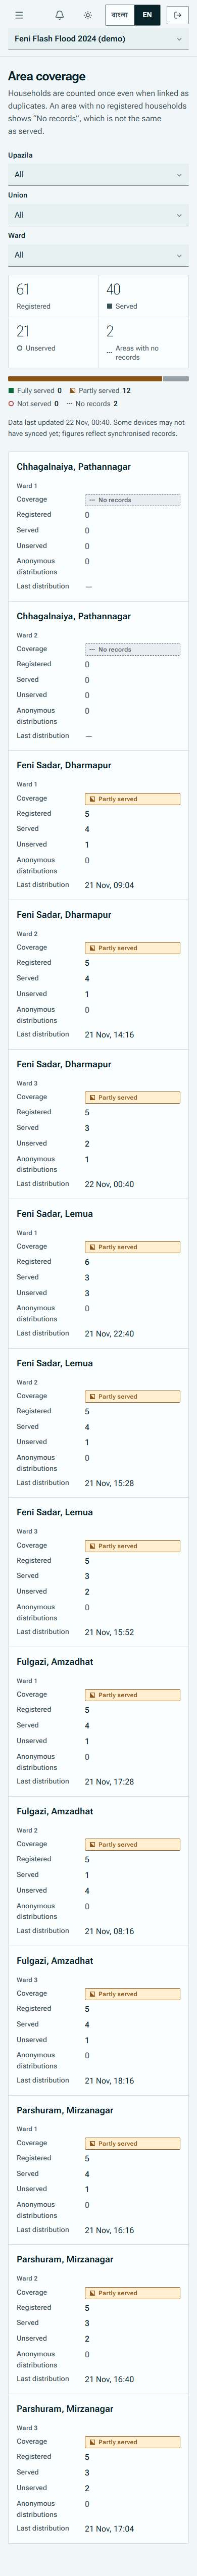 বাংলা EN
Feni Flash Flood 2024 (demo)
Area coverage
Households are counted once even when linked as
duplicates. An area with no registered households
shows “No records”, which is not the same
as served.
Upazila
All
Union
All
Ward
All
61
Registered
40
Served
21
Unserved
2
Areas with no
records
Fully served 0 Partly served 12
Not served 0 No records 2
Data last updated 22 Nov, 00:40. Some devices may not
have synced yet; figures reflect synchronised records.
Chhagalnaiya, Pathannagar
Ward 1
Coverage No records
Registered 0
Served 0
Unserved 0
Anonymous 0
distributions
Last distribution —
Chhagalnaiya, Pathannagar
Ward 2
Coverage No records
Registered 0
Served 0
Unserved 0
Anonymous 0
distributions
Last distribution —
Feni Sadar, Dharmapur
Ward 1
Coverage Partly served
Registered 5
Served 4
Unserved 1
Anonymous 0
distributions
Last distribution 21 Nov, 09:04
Feni Sadar, Dharmapur
Ward 2
Coverage Partly served
Registered 5
Served 4
Unserved 1
Anonymous 0
distributions
Last distribution 21 Nov, 14:16
Feni Sadar, Dharmapur
Ward 3
Coverage Partly served
Registered 5
Served 3
Unserved 2
Anonymous 1
distributions
Last distribution 22 Nov, 00:40
Feni Sadar, Lemua
Ward 1
Coverage Partly served
Registered 6
Served 3
Unserved 3
Anonymous 0
distributions
Last distribution 21 Nov, 22:40
Feni Sadar, Lemua
Ward 2
Coverage Partly served
Registered 5
Served 4
Unserved 1
Anonymous 0
distributions
Last distribution 21 Nov, 15:28
Feni Sadar, Lemua
Ward 3
Coverage Partly served
Registered 5
Served 3
Unserved 2
Anonymous 0
distributions
Last distribution 21 Nov, 15:52
Fulgazi, Amzadhat
Ward 1
Coverage Partly served
Registered 5
Served 4
Unserved 1
Anonymous 0
distributions
Last distribution 21 Nov, 17:28
Fulgazi, Amzadhat
Ward 2
Coverage Partly served
Registered 5
Served 1
Unserved 4
Anonymous 0
distributions
Last distribution 21 Nov, 08:16
Fulgazi, Amzadhat
Ward 3
Coverage Partly served
Registered 5
Served 4
Unserved 1
Anonymous 0
distributions
Last distribution 21 Nov, 18:16
Parshuram, Mirzanagar
Ward 1
Coverage Partly served
Registered 5
Served 4
Unserved 1
Anonymous 0
distributions
Last distribution 21 Nov, 16:16
Parshuram, Mirzanagar
Ward 2
Coverage Partly served
Registered 5
Served 3
Unserved 2
Anonymous 0
distributions
Last distribution 21 Nov, 16:40
Parshuram, Mirzanagar
Ward 3
Coverage Partly served
Registered 5
Served 3
Unserved 2
Anonymous 0
distributions
Last distribution 21 Nov, 17:04